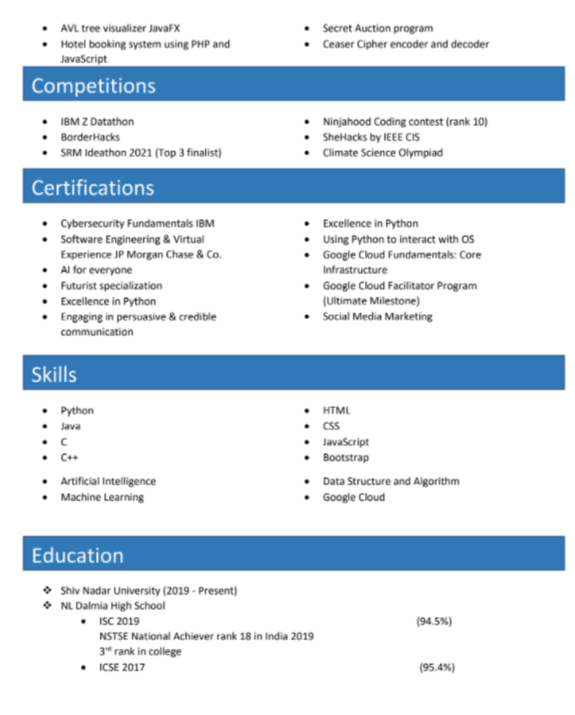 • AVL tree visualizer JavaFX
• Hotel booking system using PHP and
JavaScript
• Secret Auction program
• Ceaser Cipher encoder and decoder
Competitions
• IBM Z Datathon
• BorderHacks
• SRM Ideathon 2021 (Top 3 finalist)
• Ninjahood Coding contest (rank 10)
• SheHacks by IEEE CIS
• Climate Science Olympiad
Certifications
• Cybersecurity Fundamentals IBM
• Software Engineering & Virtual
Experience JP Morgan Chase & Co.
• AI for everyone
• Futurist specialization
• Excellence in Python
• Engaging in persuasive & credible
communication
• Excellence in Python
• Using Python to interact with OS
• Google Cloud Fundamentals: Core
Infrastructure
• Google Cloud Facilitator Program
(Ultimate Milestone)
• Social Media Marketing
Skills
• Python
• Java
• C
• C++
• Artificial Intelligence
• Machine Learning
• HTML
• CSS
• JavaScript
• Bootstrap
• Data Structure and Algorithm
• Google Cloud
Education
❖ Shiv Nadar University (2019 - Present)
❖ NL Dalmia High School
• ISC 2019 (94.5%)
NSTSE National Achiever rank 18 in India 2019
3rd rank in college
• ICSE 2017 (95.4%)